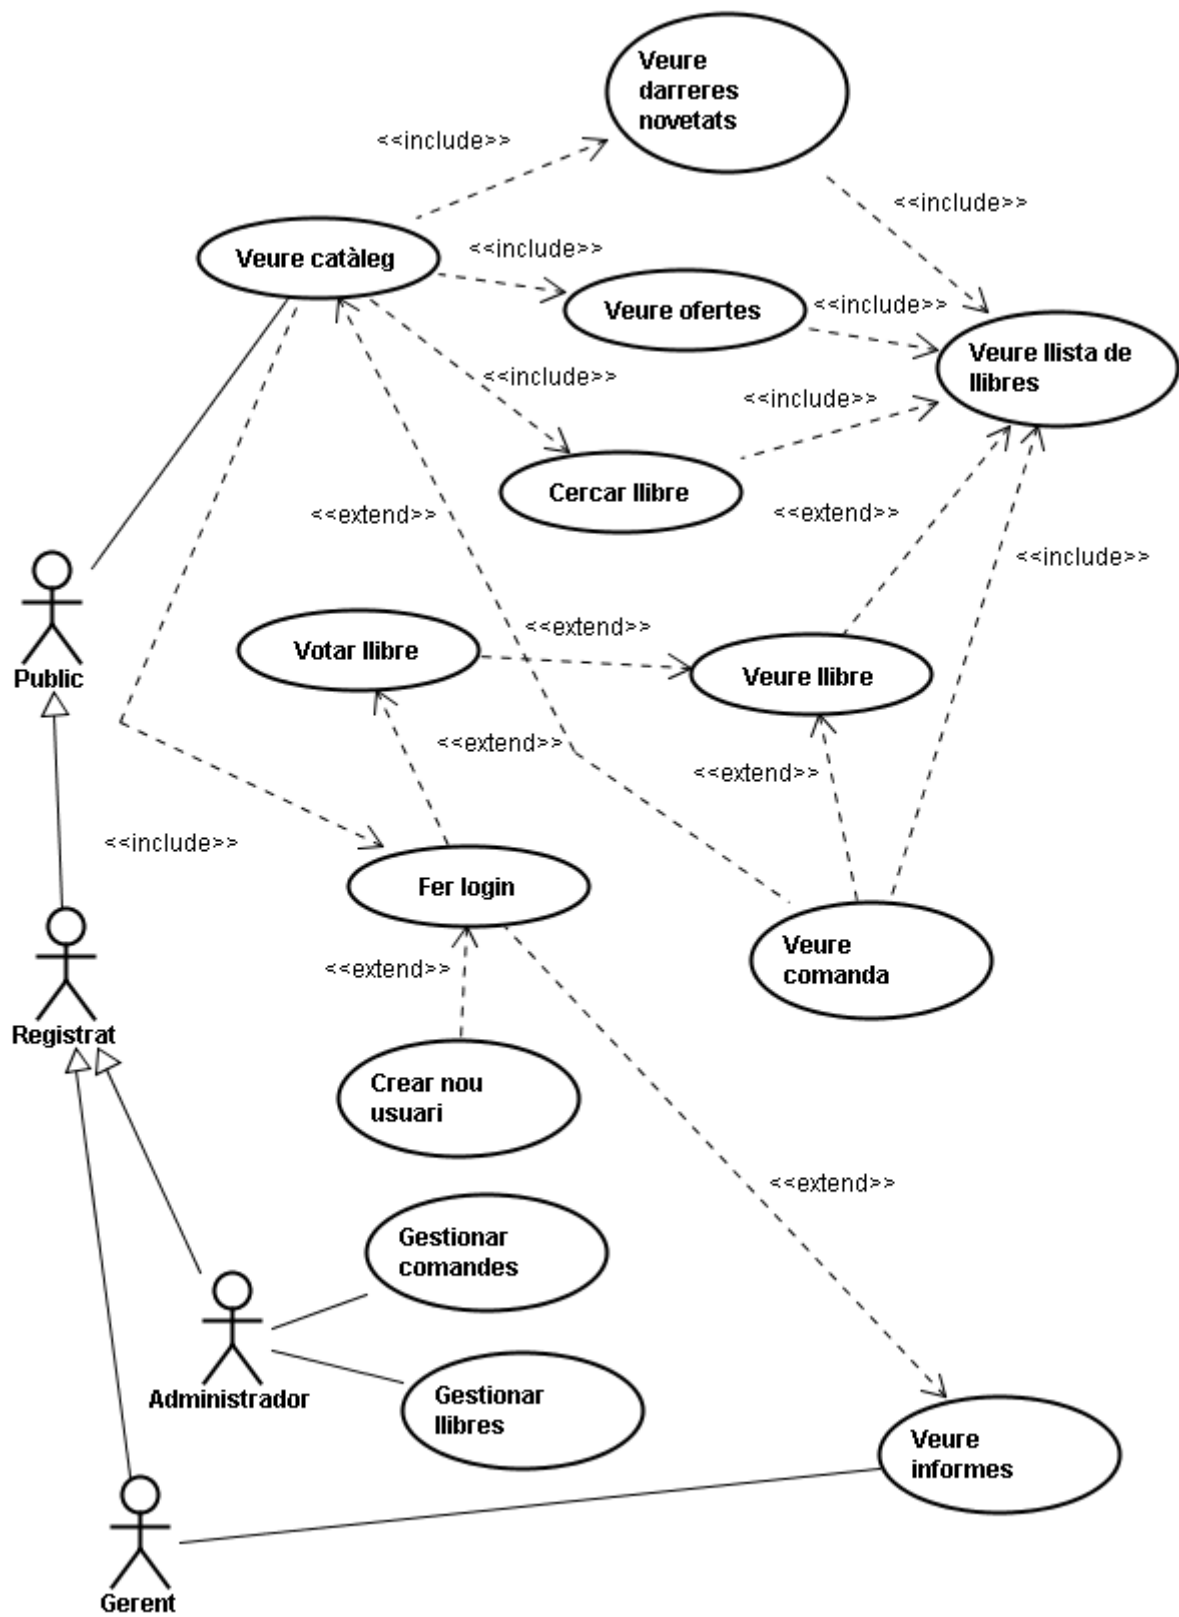 Veure
darreres
novetats
<<include>>
<<include>>
Veure catàleg
<<include>>
Veure ofertes
<<include>>
Veure llista de
llibres
<<include>>
<<include>>
Cercar llibre
<<extend>>
<<extend>>
<<include>>
Votar llibre
<<extend>>
Veure llibre
Public
<<extend>>
<<extend>>
<<include>>
Fer login
Veure
comanda
<<extend>>
Registrat
Crear nou
usuari
<<extend>>
Gestionar
comandes
Administrador
Gestionar
llibres
Veure
informes
Gerent